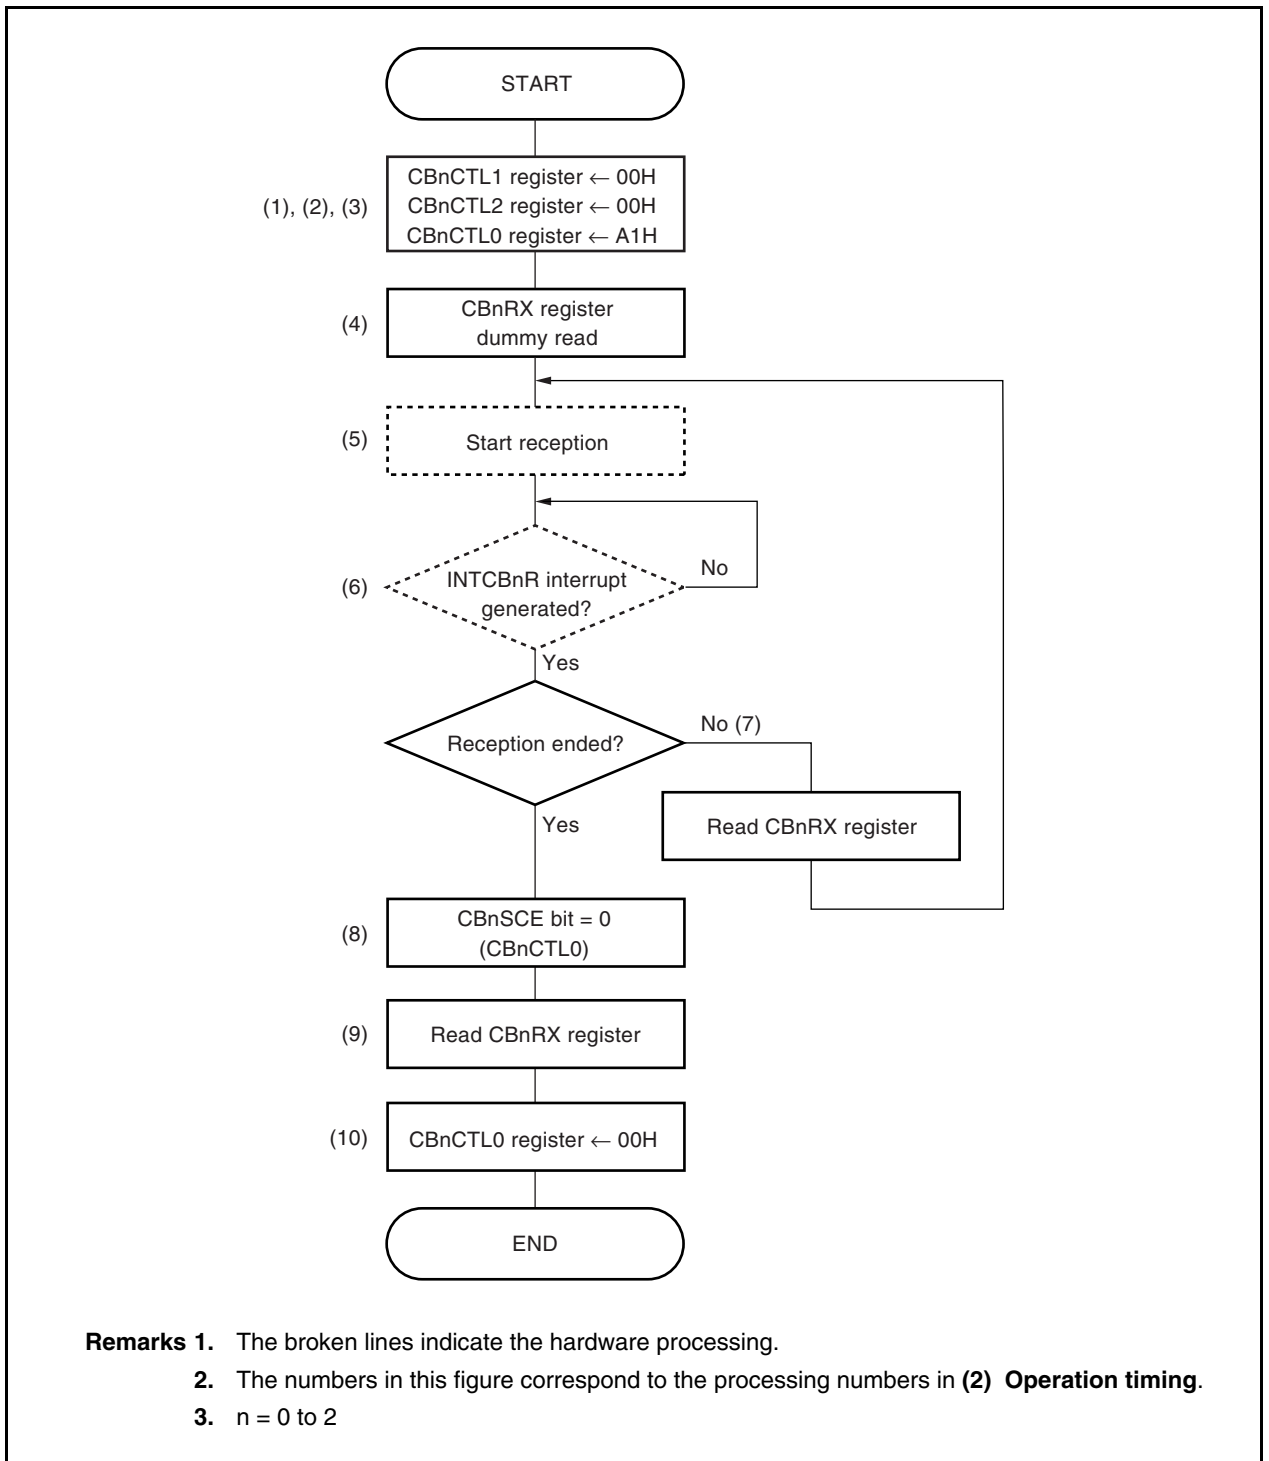 START
(1), (2), (3)
CBnCTL1 register ← 00H
CBnCTL2 register ← 00H
CBnCTL0 register ← A1H
(4)
CBnRX register
dummy read
(5)
Start reception
(6)
INTCBnR interrupt
generated?
No
Yes
Reception ended?
No (7)
Read CBnRX register
Yes
(8)
CBnSCE bit = 0
(CBnCTL0)
(9)
Read CBnRX register
(10)
CBnCTL0 register ← 00H
END
Remarks 1. The broken lines indicate the hardware processing.
2. The numbers in this figure correspond to the processing numbers in (2) Operation timing.
3. n = 0 to 2